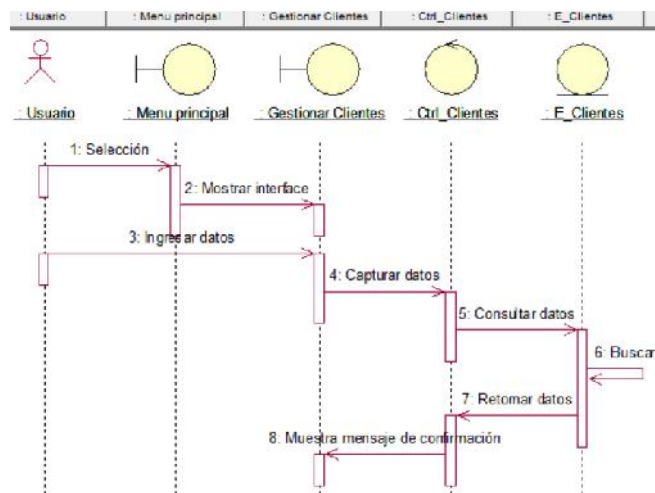 : Usuario
: Menu principal
: Gestionar Clientes
: Ctrl_Clientes
: E_Clientes
: Usuario
: Menu principal
: Gestionar Clientes
: Ctrl_Clientes
: E_Clientes
1: Selección
2: Mostrar interface
3: Ingresar datos
4: Capturar datos
5: Consultar datos
6: Buscar
7: Retornar datos
8: Muestra mensaje de confirmación